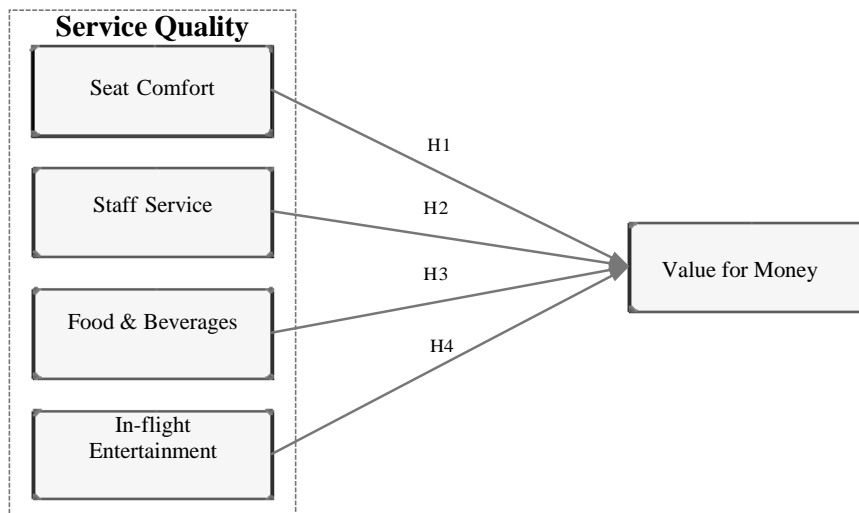 Service Quality
Seat Comfort
H1
Staff Service
H2
Value for Money
H3
Food & Beverages
H4
In-flight
Entertainment